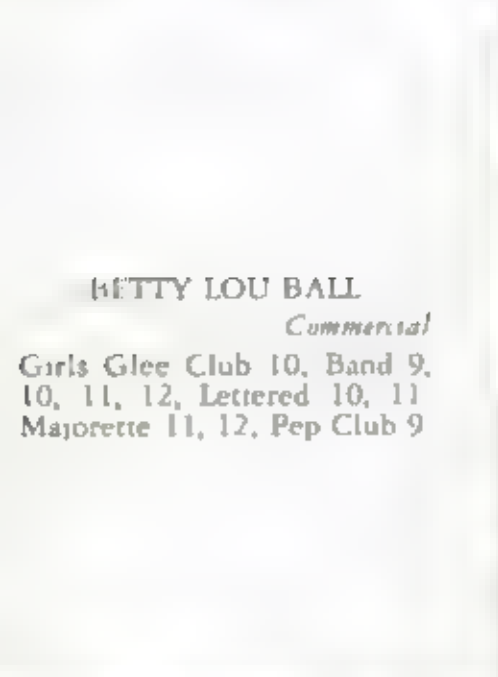 BETTY LOU BALL
Commercial
Girls Glee Club 10, Band 9,
10, 11, 12, Lettered 10, 11
Majorette 11, 12, Pep Club 9